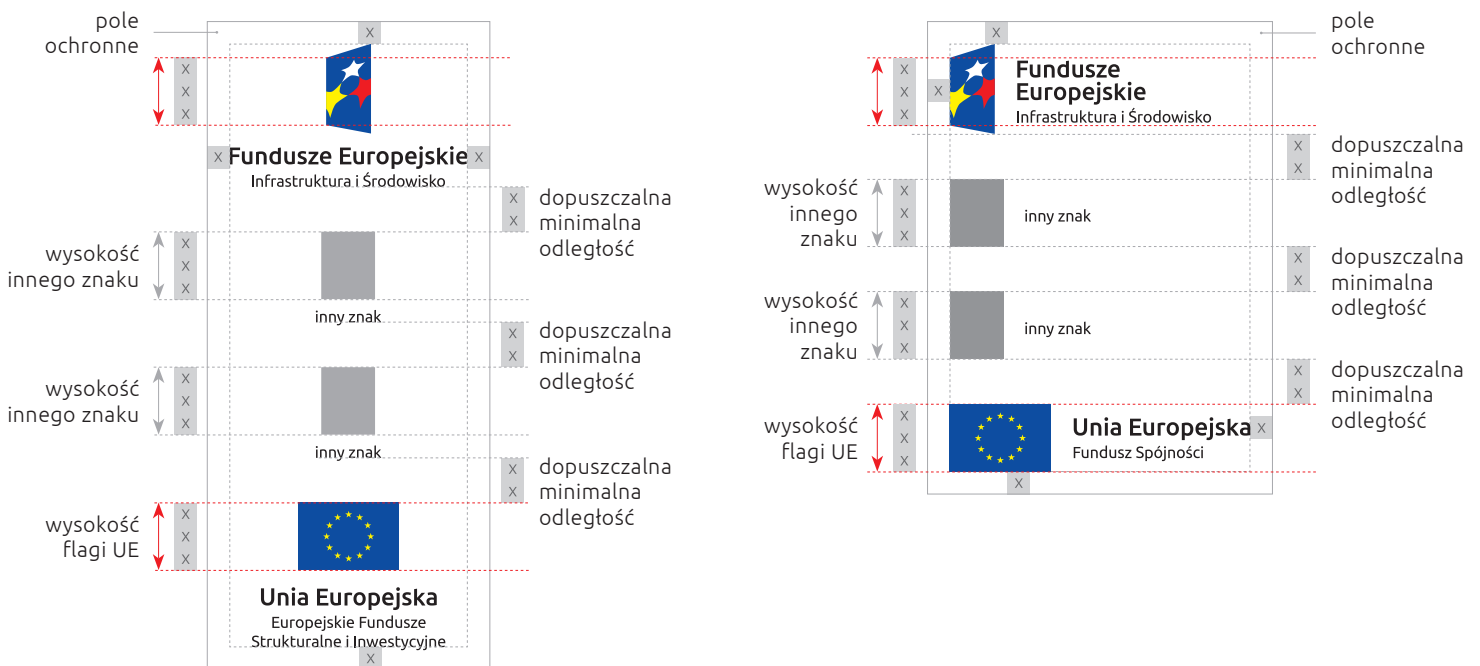 pole
ochronne
X
X
X
X
X
Fundusze Europejskie
X
Infrastruktura i Środowisko
X
X
dopuszczalna
minimalna
odległość
wysokość
innego znaku
X
X
X
inny znak
X
X
dopuszczalna
minimalna
odległość
wysokość
innego znaku
X
X
X
inny znak
X
X
dopuszczalna
minimalna
odległość
wysokość
flagi UE
X
X
X
Unia Europejska
Europejskie Fundusze
Strukturalne i Inwestycyjne
X
X
pole
ochronne
X
X
X
X
Fundusze
Europejskie
Infrastruktura i Środowisko
X
X
dopuszczalna
minimalna
odległość
wysokość
innego
znaku
X
X
X
inny znak
X
X
dopuszczalna
minimalna
odległość
wysokość
innego
znaku
X
X
X
inny znak
X
X
dopuszczalna
minimalna
odległość
wysokość
flagi UE
X
X
X
Unia Europejska
X
Fundusz Spójności
X